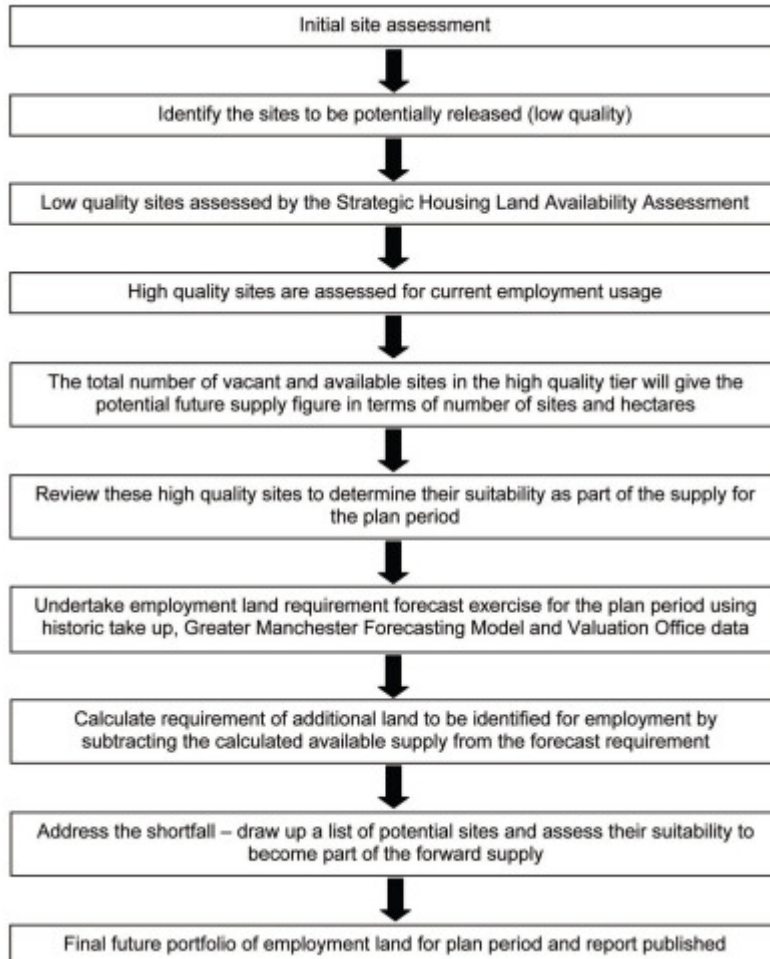 Initial site assessment
Identify the sites to be potentially released (low quality)
Low quality sites assessed by the Strategic Housing Land Availability Assessment
High quality sites are assessed for current employment usage
The total number of vacant and available sites in the high quality tier will give the
potential future supply figure in terms of number of sites and hectares
Review these high quality sites to determine their suitability as part of the supply for
the plan period
Undertake employment land requirement forecast exercise for the plan period using
historic take up, Greater Manchester Forecasting Model and Valuation Office data
Calculate requirement of additional land to be identified for employment by
subtracting the calculated available supply from the forecast requirement
Address the shortfall – draw up a list of potential sites and assess their suitability to
become part of the forward supply
Final future portfolio of employment land for plan period and report published